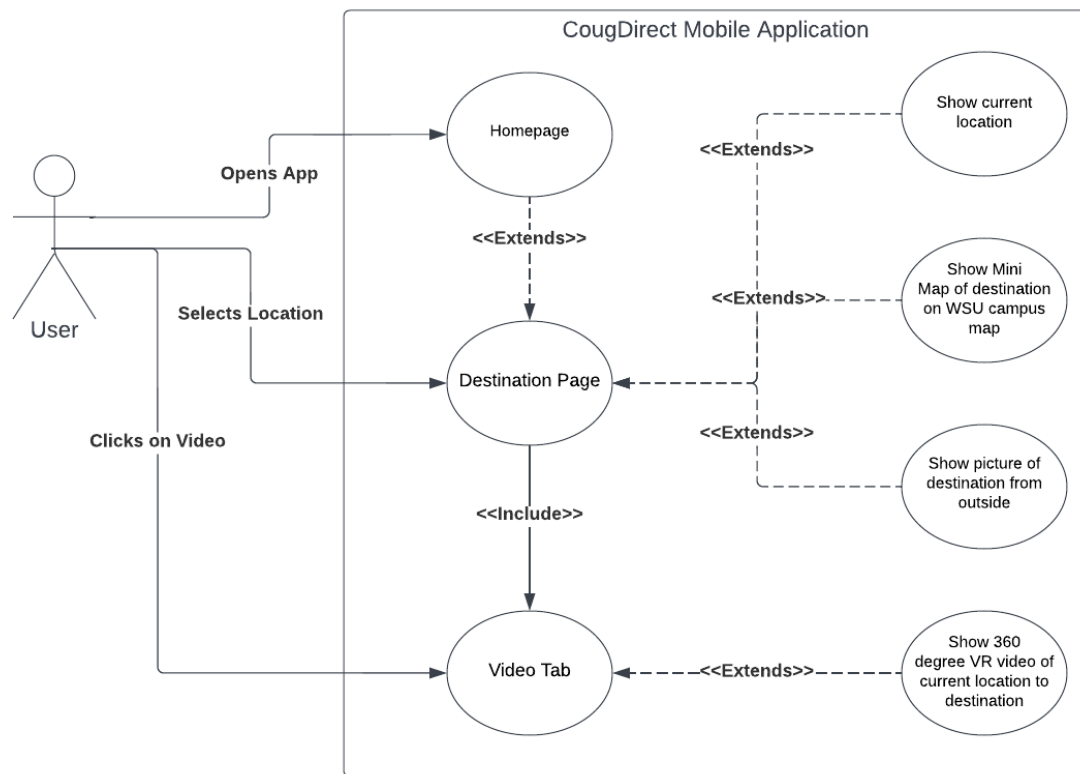 CougDirect Mobile Application
Homepage
Show current
location
<<Extends>>
Opens App
<<Extends>>
Show Mini
Map of destination
on WSU campus
map
<<Extends>>
Selects Location
User
Destination Page
<<Extends>>
Clicks on Video
Show picture of
destination from
outside
<<Include>>
Video Tab
<<Extends>>
Show 360
degree VR video of
current location to
destination